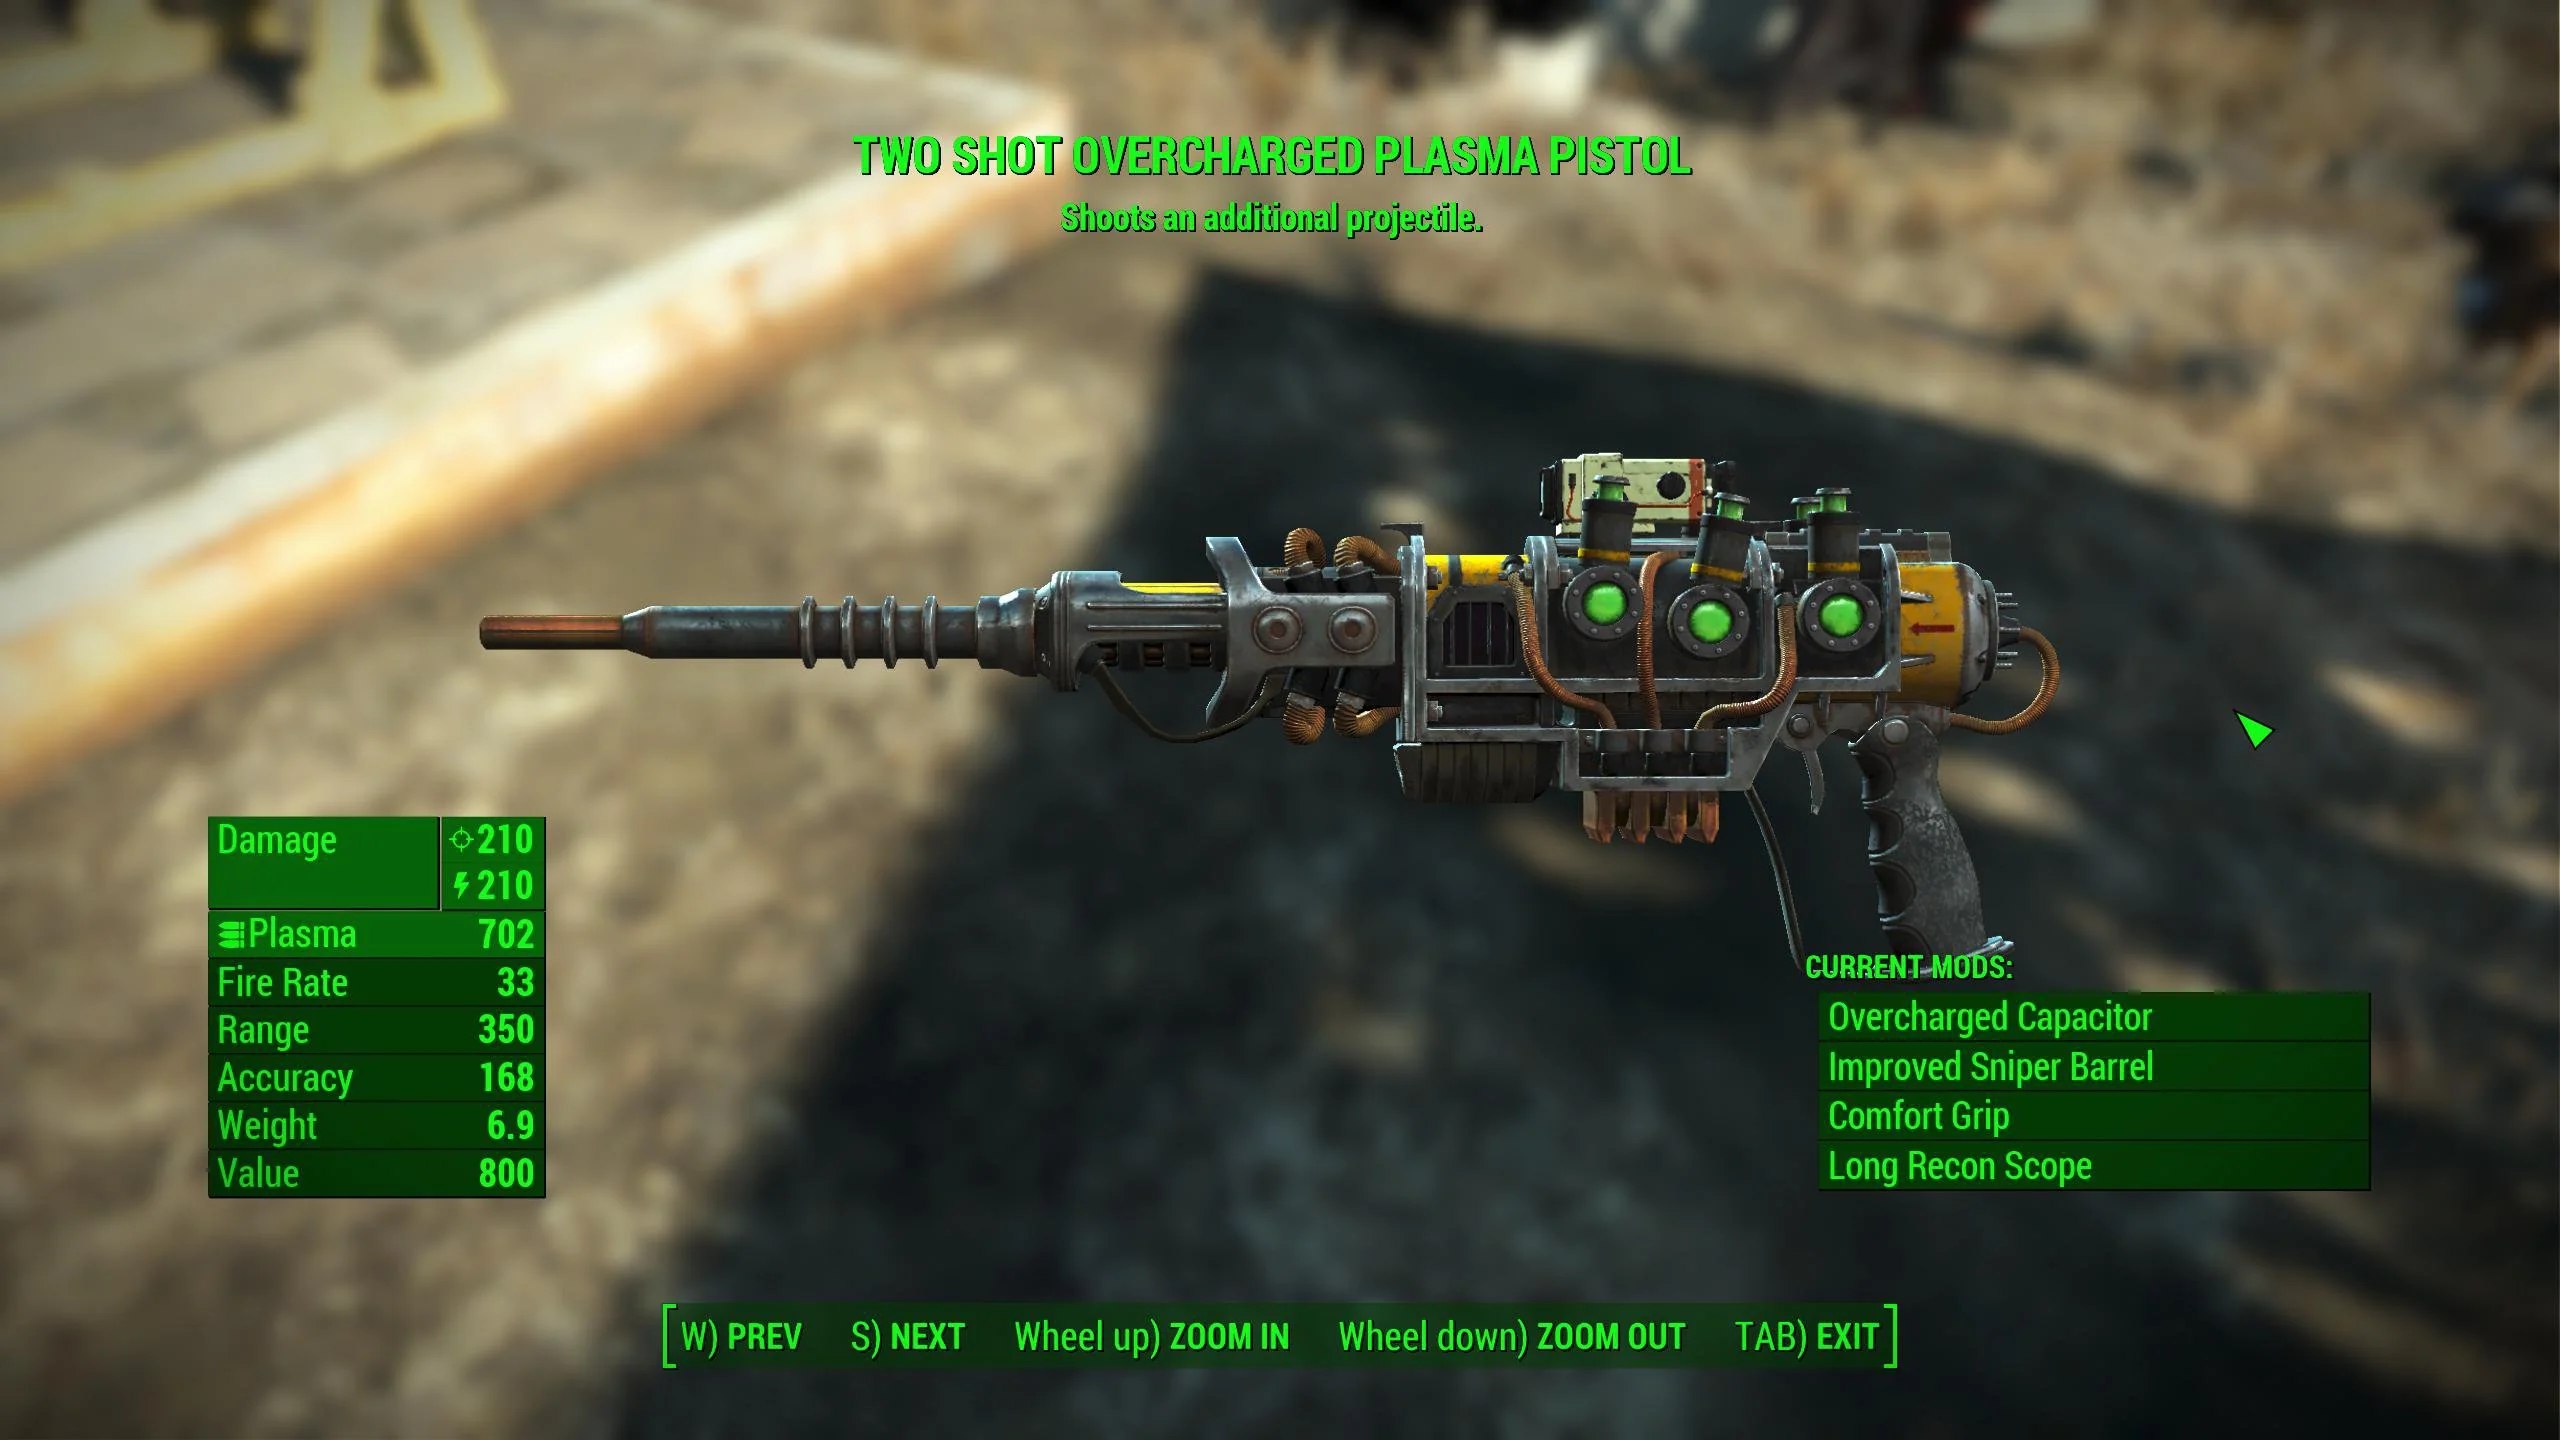 TWO SHOT OVERCHARGED PLASMA PISTOL
Shoots an additional projectile.
Damage 210
210
Plasma 702
Fire Rate 33
Range 350
Accuracy 168
Weight 6.9
Value 800
CURRENT MODS:
Overcharged Capacitor
Improved Sniper Barrel
Comfort Grip
Long Recon Scope
W) PREV S) NEXT Wheel up) ZOOM IN Wheel down) ZOOM OUT TAB) EXIT